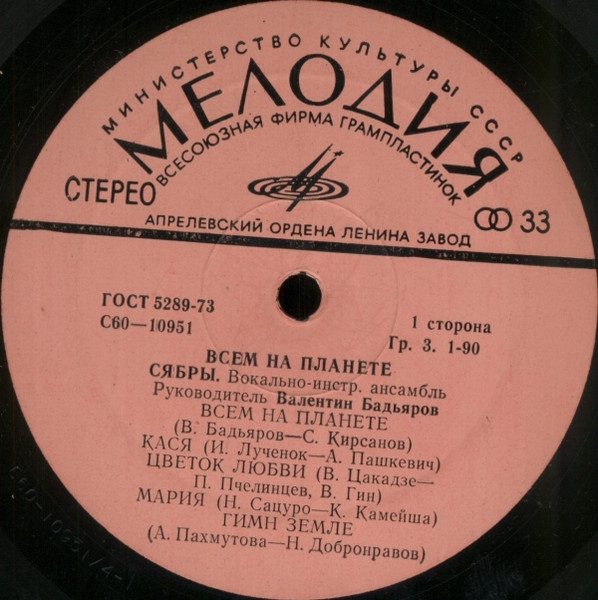 МИНИСТЕРСТВО КУЛЬТУРЫ СССР
МЕЛОДИЯ
ВСЕСОЮЗНАЯ ФИРМА ГРАМПЛАСТИНОК
СТЕРЕО
33
АПРЕЛЕВСКИЙ ОРДЕНА ЛЕНИНА ЗАВОД
ГОСТ 5289-73
С60—10951
1 сторона
Гр. 3. 1-90
ВСЕМ НА ПЛАНЕТЕ
СЯБРЫ. Вокально-инстр. ансамбль
Руководитель Валентин Бадьяров
ВСЕМ НА ПЛАНЕТЕ
(В. Бадьяров—С. Кирсанов)
КАСЯ (И. Лученок—А. Пашкевич)
ЦВЕТОК ЛЮБВИ (В. Цакадзе—
П. Пчелинцев, В. Гин)
МАРИЯ (Н. Сацуро—К. Камейша)
ГИМН ЗЕМЛЕ
(А. Пахмутова—Н. Добронравов)